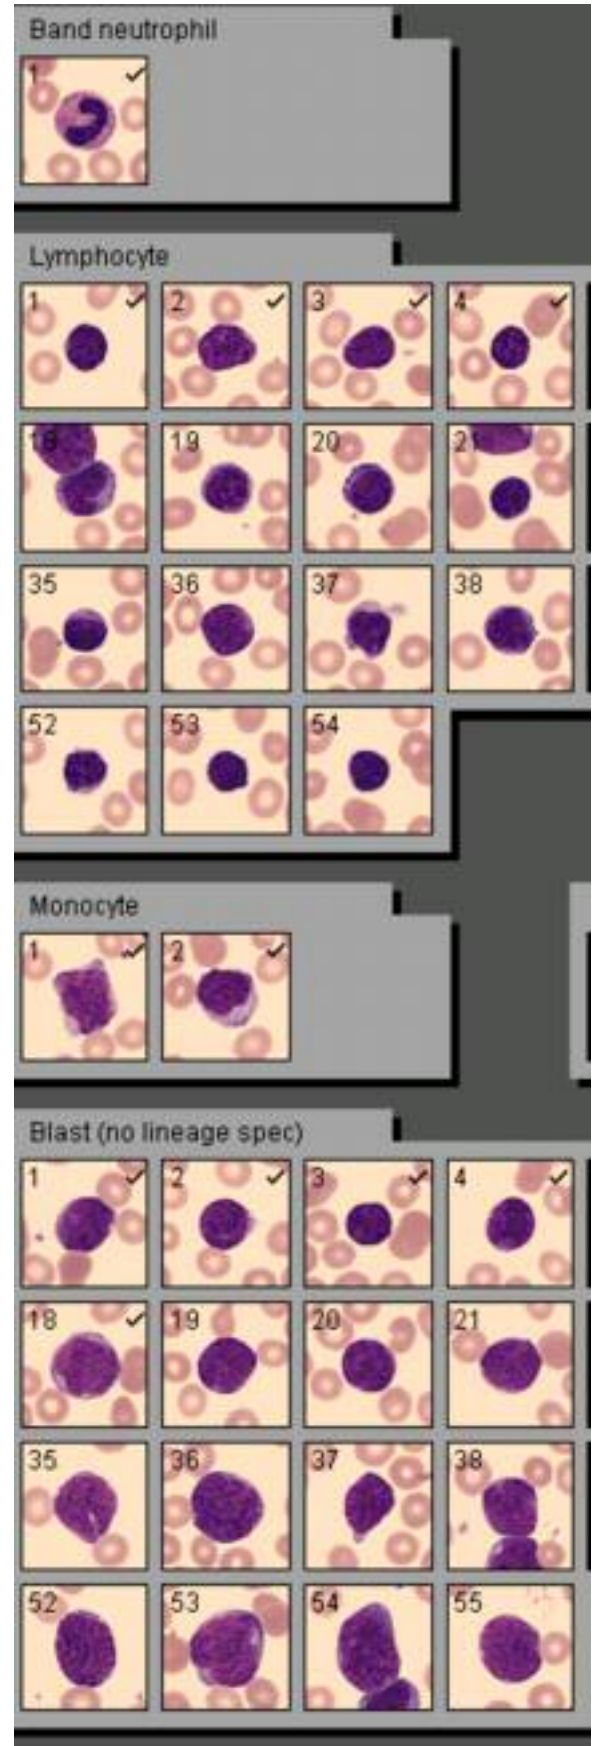 Band neutrophil
1
Lymphocyte
1 2 3 4
18 19 20 21
35 36 37 38
52 53 54
Monocyte
1 2
Blast (no lineage spec)
1 2 3 4
18 19 20 21
35 36 37 38
52 53 54 55